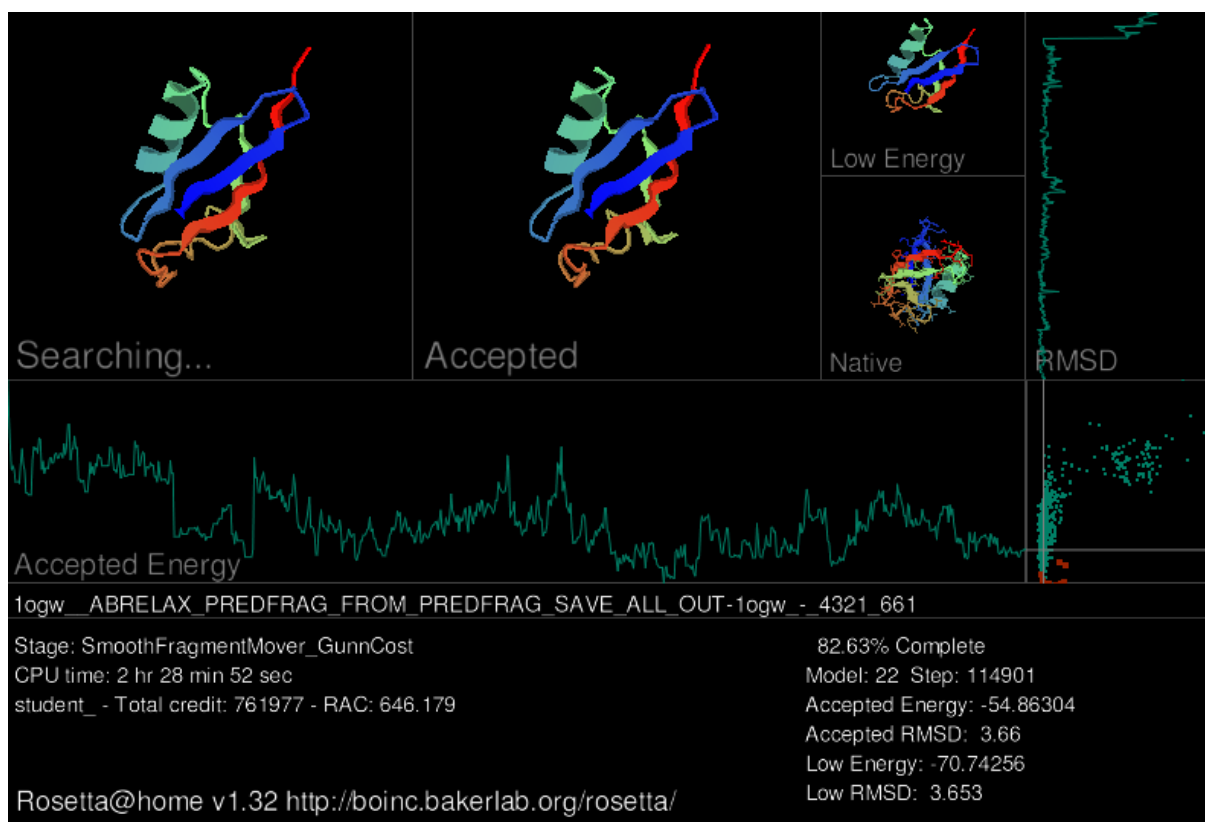 Searching...
Accepted
Low Energy
Native
RMSD
Accepted Energy
1ogw__ABRELAX_PREDFRAG_FROM_PREDFRAG_SAVE_ALL_OUT-1ogw_-_4321_661
Stage: SmoothFragmentMover_GunnCost
CPU time: 2 hr 28 min 52 sec
student_ - Total credit: 761977 - RAC: 646.179
Rosetta@home v1.32 http://boinc.bakerlab.org/rosetta/
82.63% Complete
Model: 22 Step: 114901
Accepted Energy: -54.86304
Accepted RMSD: 3.66
Low Energy: -70.74256
Low RMSD: 3.653